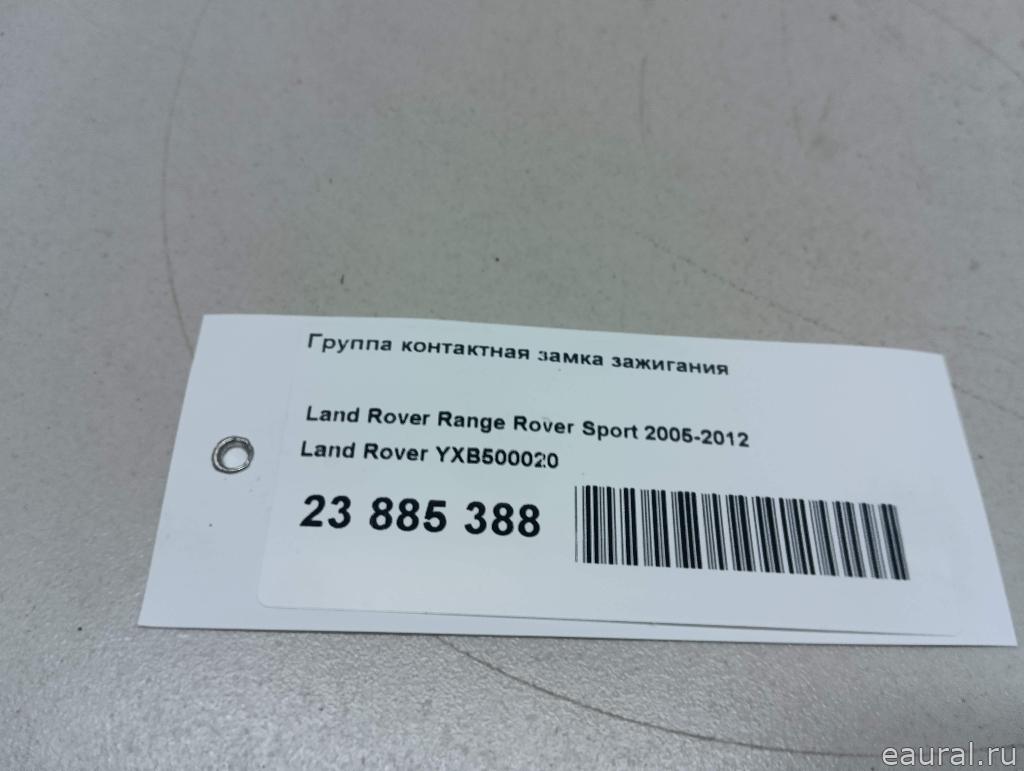 Группа контактная замка зажигания
Land Rover Range Rover Sport 2005-2012
Land Rover YXB500020
23 885 388
eaural.ru